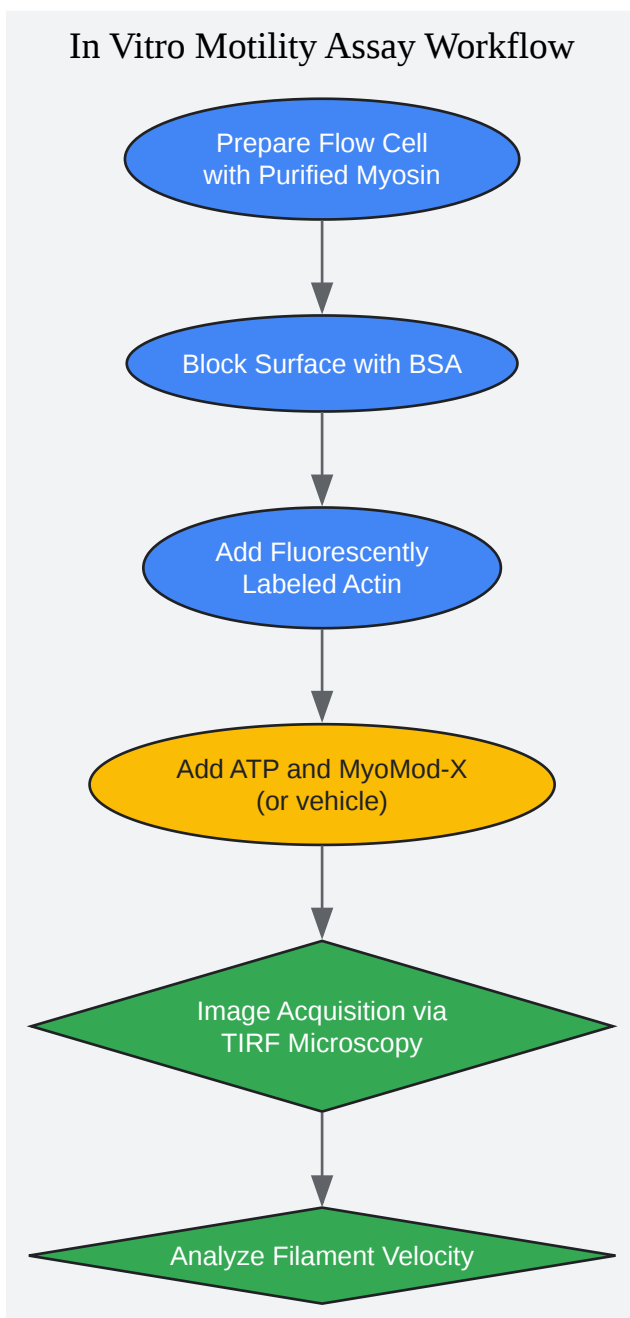 In Vitro Motility Assay Workflow
Prepare Flow Cell
with Purified Myosin
Block Surface with BSA
Add Fluorescently
Labeled Actin
Add ATP and MyoMod-X
(or vehicle)
Image Acquisition via
TIRF Microscopy
Analyze Filament Velocity